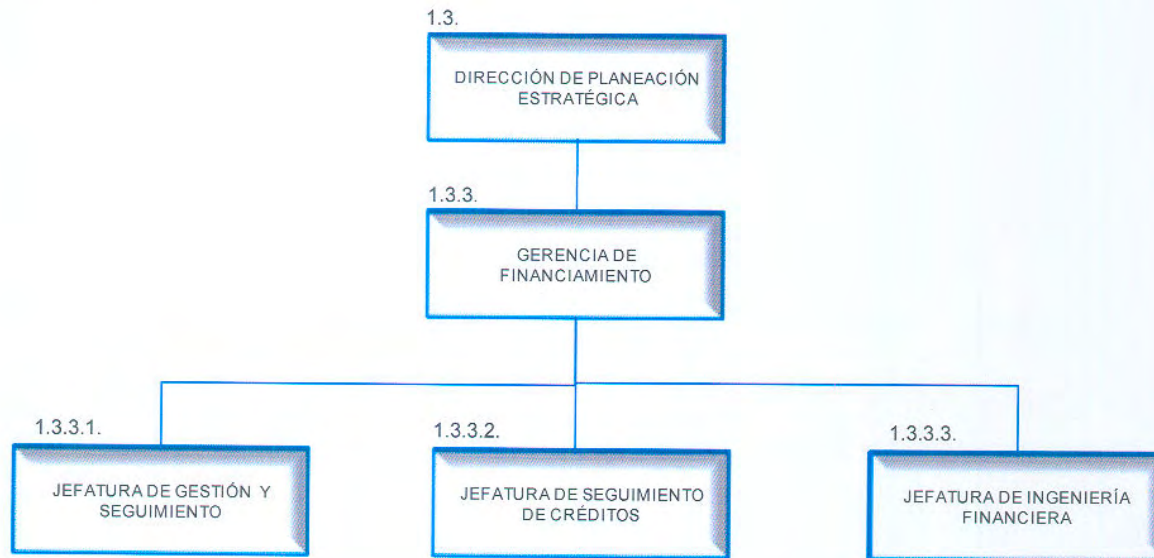 1.3.
DIRECCIÓN DE PLANEACIÓN
ESTRATÉGICA
1.3.3.
GERENCIA DE
FINANCIAMIENTO
1.3.3.1.
JEFATURA DE GESTIÓN Y
SEGUIMIENTO
1.3.3.2.
JEFATURA DE SEGUIMIENTO
DE CRÉDITOS
1.3.3.3.
JEFATURA DE INGENIERÍA
FINANCIERA